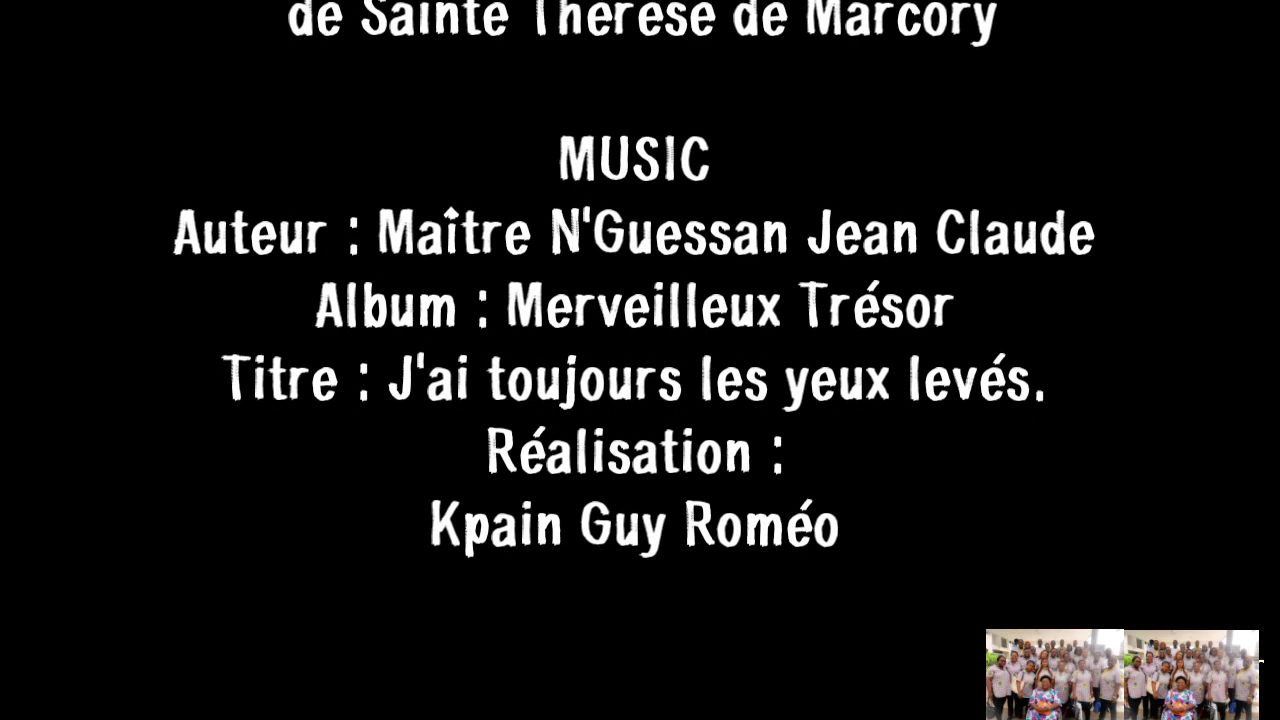 de Sainte Thérèse de Marcory
MUSIC
Auteur : Maître N'Guessan Jean Claude
Album : Merveilleux Trésor
Titre : J'ai toujours les yeux levés.
Réalisation :
Kpain Guy Roméo